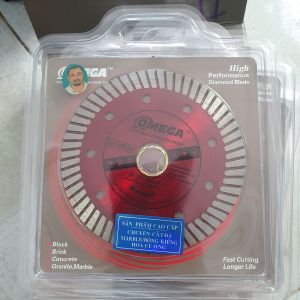 OMEGA™
High
Performance
Diamond Blade
OMEGA
SẢN PHẨM CAO CẤP
CHUYÊN CẮT ĐÁ
MARBLE/BÓNG KIẾNG
HOA CƯƠNG
Block
Brick
Concrete
Granite,Marble
Fast Cutting
Longer Life